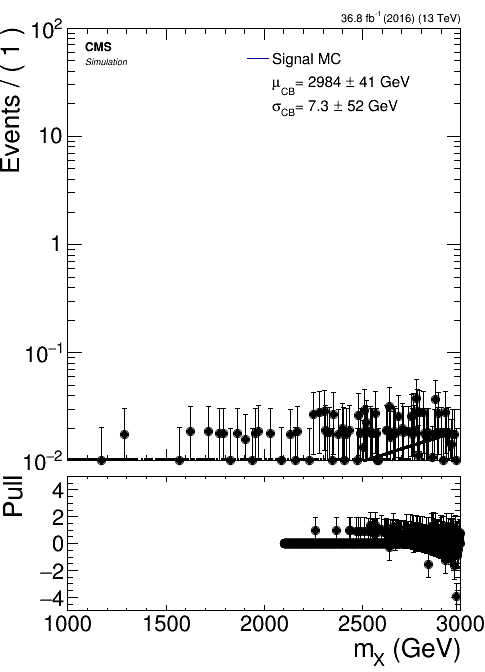 36.8 fb⁻¹ (2016) (13 TeV)
CMS
Simulation
Signal MC
μ_CB = 2984 ± 41 GeV
σ_CB = 7.3 ± 52 GeV
Events / ( 1 )
10²
10
1
10⁻¹
10⁻²
Pull
4
2
0
−2
−4
1000 1500 2000 2500 3000
m_X (GeV)